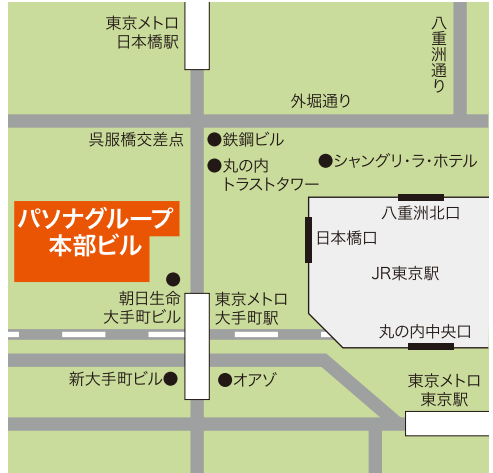 東京メトロ
日本橋駅
八重洲通り
外堀通り
呉服橋交差点
鉄鋼ビル
丸の内
トラストタワー
シャングリ・ラ・ホテル
パソナグループ
本部ビル
八重洲北口
日本橋口
JR東京駅
朝日生命
大手町ビル
東京メトロ
大手町駅
丸の内中央口
新大手町ビル
オアゾ
東京メトロ
東京駅